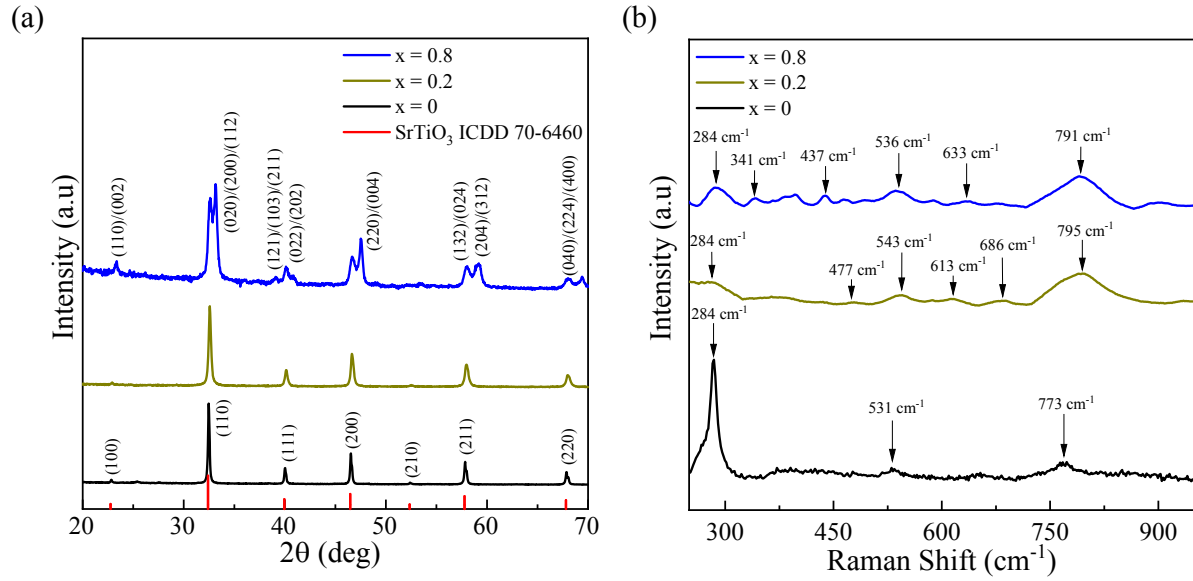 (a)
x = 0.8
x = 0.2
x = 0
SrTiO₃ ICDD 70-6460
(110)/(002)
(020)/(200)/(112)
(121)/(103)/(211)
(022)/(202)
(220)/(004)
(132)/(024)
(204)/(312)
(040)/(224)/(400)
(100)
(110)
(111)
(200)
(210)
(211)
(220)
Intensity (a.u)
20 30 40 50 60 70
2θ (deg)
(b)
x = 0.8
x = 0.2
x = 0
284 cm⁻¹
341 cm⁻¹
437 cm⁻¹
536 cm⁻¹
633 cm⁻¹
791 cm⁻¹
284 cm⁻¹
477 cm⁻¹
543 cm⁻¹
613 cm⁻¹
686 cm⁻¹
795 cm⁻¹
284 cm⁻¹
531 cm⁻¹
773 cm⁻¹
Intensity (a.u)
300 450 600 750 900
Raman Shift (cm⁻¹)